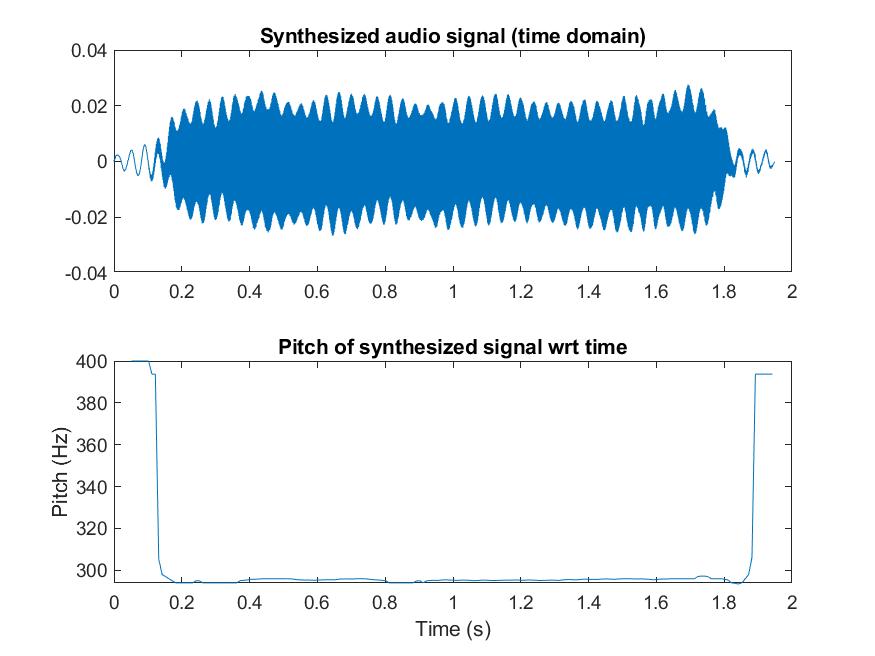 Synthesized audio signal (time domain)
0.04
0.02
0
-0.02
-0.04
0 0.2 0.4 0.6 0.8 1 1.2 1.4 1.6 1.8 2
Pitch of synthesized signal wrt time
400
380
360
340
320
300
Pitch (Hz)
0 0.2 0.4 0.6 0.8 1 1.2 1.4 1.6 1.8 2
Time (s)